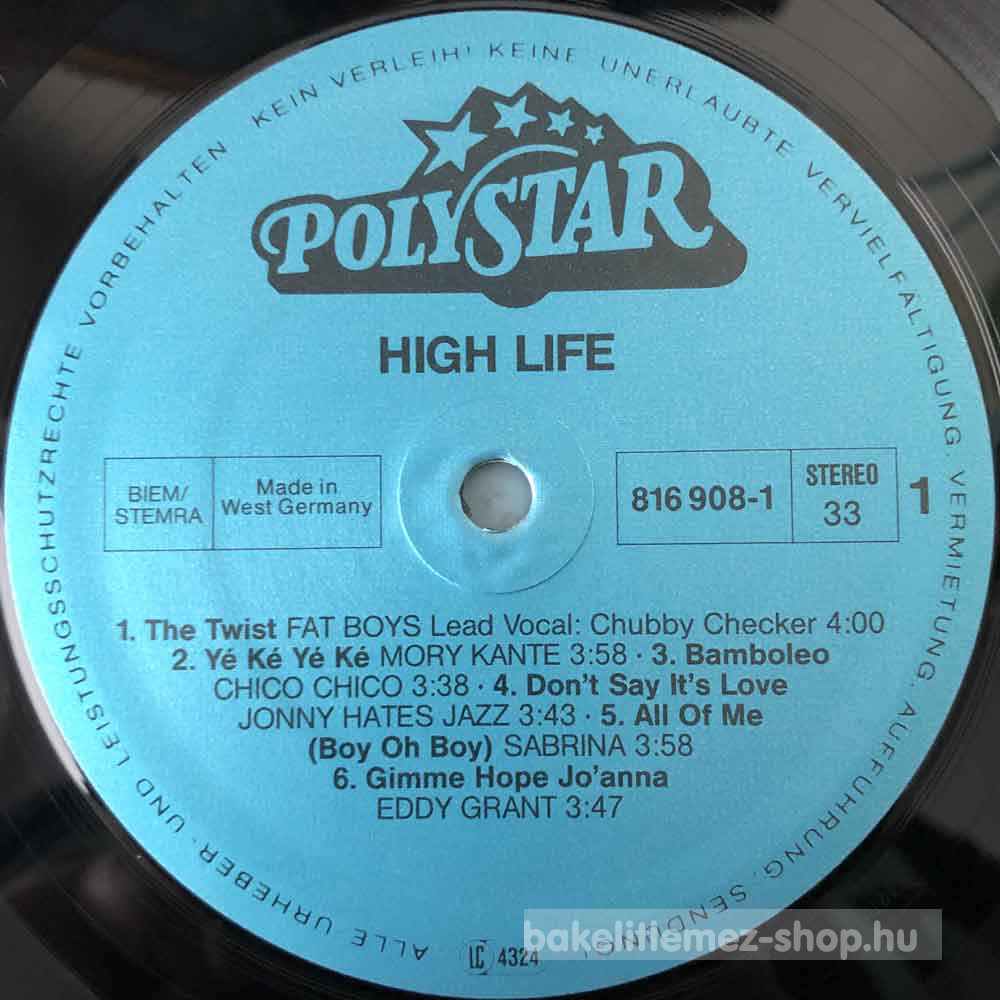 ALLE URHEBER- UND LEISTUNGSSCHUTZRECHTE VORBEHALTEN KEIN VERLEIH! KEINE UNERLAUBTE VERVIELFÄLTIGUNG, VERMIETUNG, AUFFÜHRUNG, SENDUNG!
POLYSTAR
HIGH LIFE
BIEM/
STEMRA
Made in
West Germany
816 908-1
STEREO
33
1
1. The Twist FAT BOYS Lead Vocal: Chubby Checker 4:00
2. Yé Ké Yé Ké MORY KANTE 3:58 · 3. Bamboleo
CHICO CHICO 3:38 · 4. Don't Say It's Love
JONNY HATES JAZZ 3:43 · 5. All Of Me
(Boy Oh Boy) SABRINA 3:58
6. Gimme Hope Jo'anna
EDDY GRANT 3:47
LC 4324
bakelitlemez-shop.hu